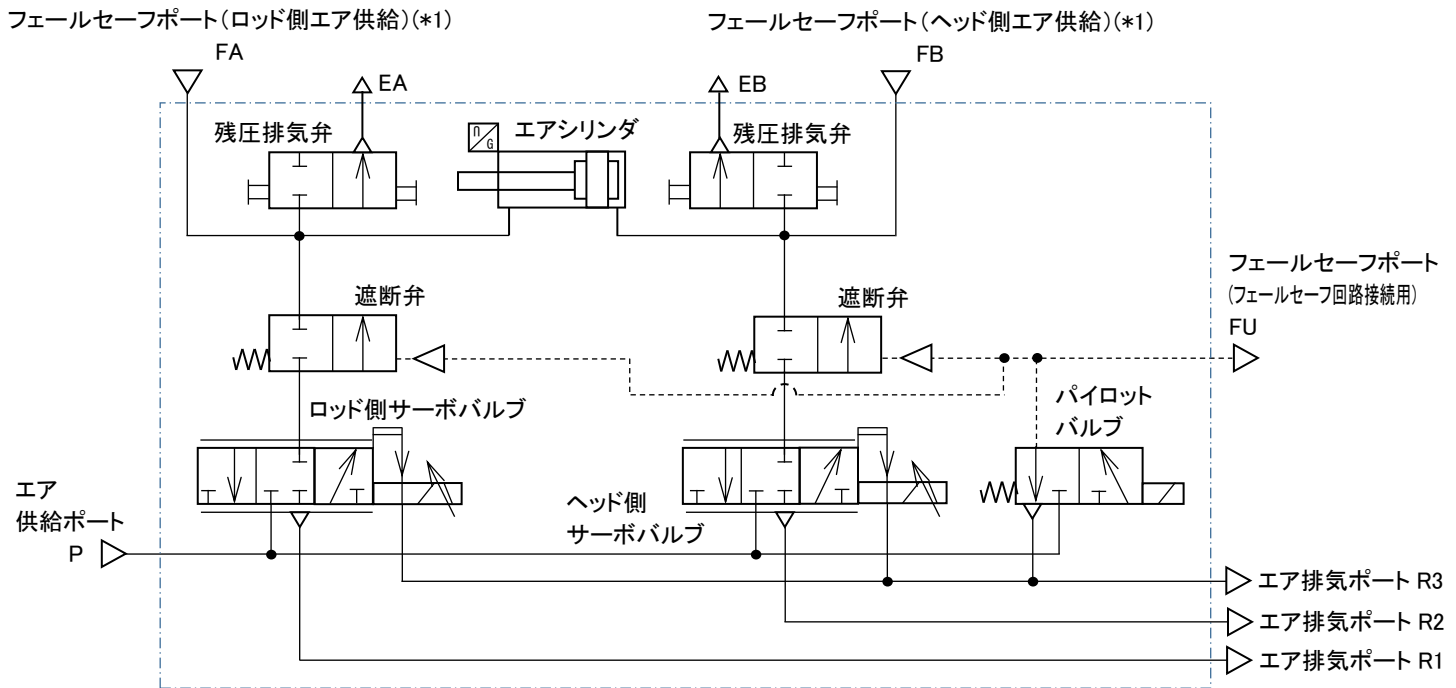 フェールセーフポート(ロッド側エア供給)(*1)
FA
フェールセーフポート(ヘッド側エア供給)(*1)
FB
EA
EB
残圧排気弁
エアシリンダ
残圧排気弁
n
G
遮断弁
遮断弁
フェールセーフポート
(フェールセーフ回路接続用)
FU
ロッド側サーボバルブ
パイロット
バルブ
エア
供給ポート
P
ヘッド側
サーボバルブ
エア排気ポート R3
エア排気ポート R2
エア排気ポート R1